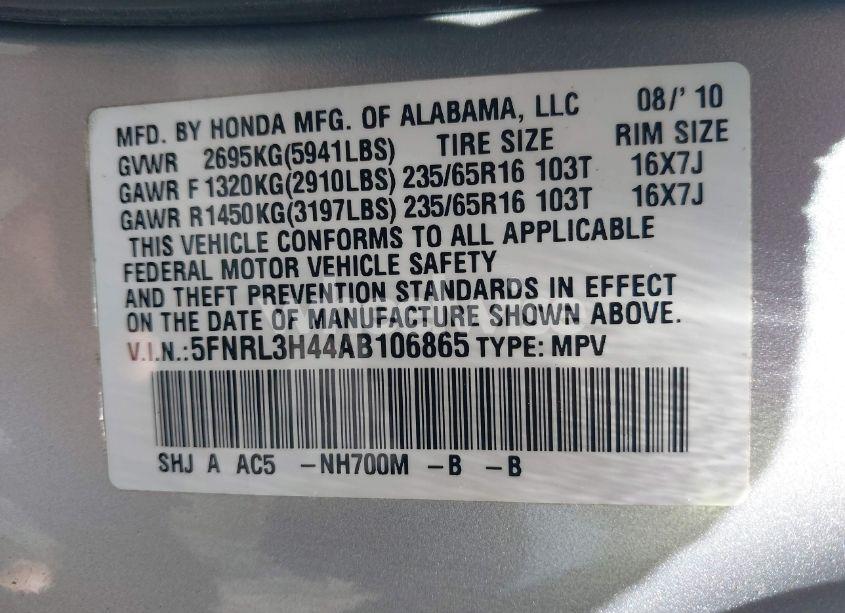 MFD. BY HONDA MFG. OF ALABAMA, LLC 08/' 10
GVWR 2695KG(5941LBS) TIRE SIZE RIM SIZE
GAWR F 1320KG(2910LBS) 235/65R16 103T 16X7J
GAWR R1450KG(3197LBS) 235/65R16 103T 16X7J
THIS VEHICLE CONFORMS TO ALL APPLICABLE
FEDERAL MOTOR VEHICLE SAFETY
AND THEFT PREVENTION STANDARDS IN EFFECT
ON THE DATE OF MANUFACTURE SHOWN ABOVE.
V.I.N.:5FNRL3H44AB106865 TYPE: MPV
SHJ A AC5 -NH700M -B -B